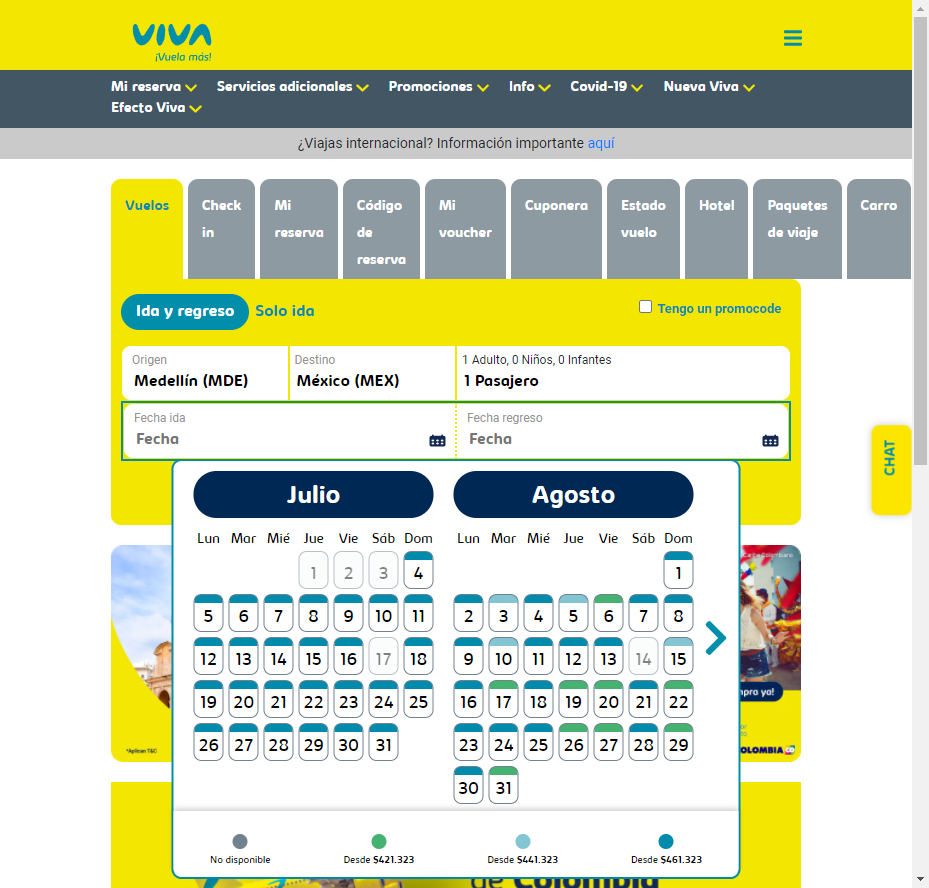 VIVA
¡Vuela más!
Mi reserva Servicios adicionales Promociones Info Covid-19 Nueva Viva
Efecto Viva
¿Viajas internacional? Información importante aquí
Vuelos
Check in
Mi reserva
Código de reserva
Mi voucher
Cuponera
Estado vuelo
Hotel
Paquetes de viaje
Carro
Ida y regreso Solo ida
Tengo un promocode
Origen Destino 1 Adulto, 0 Niños, 0 Infantes
Medellín (MDE) México (MEX) 1 Pasajero
Fecha ida Fecha regreso
Fecha Fecha
CHAT
Julio
Lun Mar Mié Jue Vie Sáb Dom
1 2 3 4
5 6 7 8 9 10 11
12 13 14 15 16 17 18
19 20 21 22 23 24 25
26 27 28 29 30 31
Agosto
Lun Mar Mié Jue Vie Sáb Dom
1
2 3 4 5 6 7 8
9 10 11 12 13 14 15
16 17 18 19 20 21 22
23 24 25 26 27 28 29
30 31
No disponible Desde $421.323 Desde $441.323 Desde $461.323
*Aplican T&C
Colombiano
pra ya!
OLOMBIA CO
de Colombia